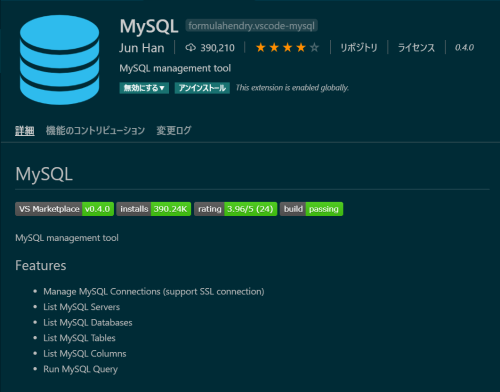 MySQL formulahendry.vscode-mysql
Jun Han 390,210 ★★★★☆ リポジトリ ライセンス 0.4.0
MySQL management tool
無効にする▼ アンインストール This extension is enabled globally.
詳細 機能のコントリビューション 変更ログ
MySQL
VS Marketplace v0.4.0 installs 390.24K rating 3.96/5 (24) build passing
MySQL management tool
Features
• Manage MySQL Connections (support SSL connection)
• List MySQL Servers
• List MySQL Databases
• List MySQL Tables
• List MySQL Columns
• Run MySQL Query